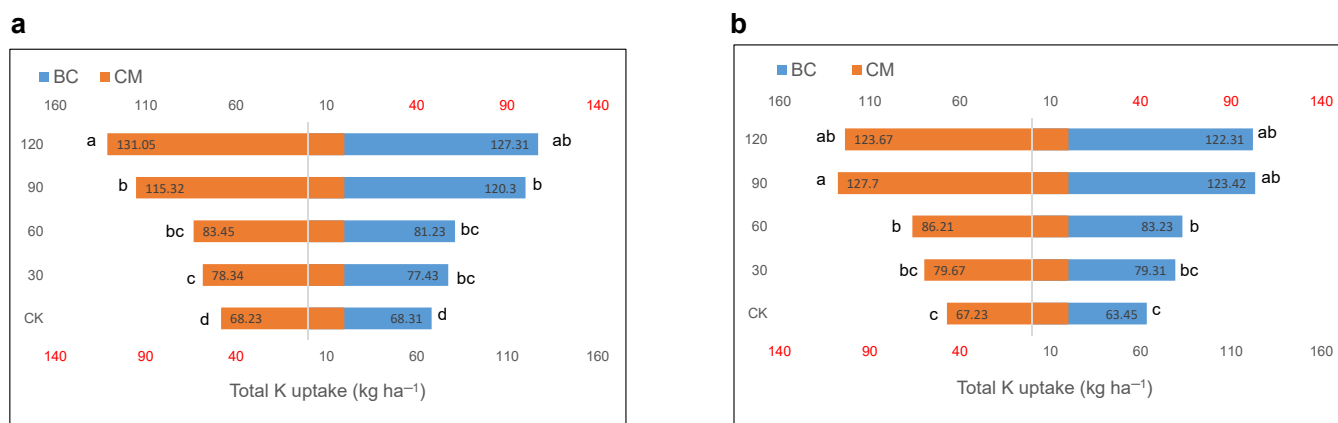 a
BC CM
160 110 60 10 40 90 140
120 a 131.05 127.31 ab
90 b 115.32 120.3 b
60 bc 83.45 81.23 bc
30 c 78.34 77.43 bc
CK d 68.23 68.31 d
140 90 40 10 60 110 160
Total K uptake (kg ha⁻¹)
b
BC CM
160 110 60 10 40 90 140
120 ab 123.67 122.31 ab
90 a 127.7 123.42 ab
60 b 86.21 83.23 b
30 bc 79.67 79.31 bc
CK c 67.23 63.45 c
140 90 40 10 60 110 160
Total K uptake (kg ha⁻¹)